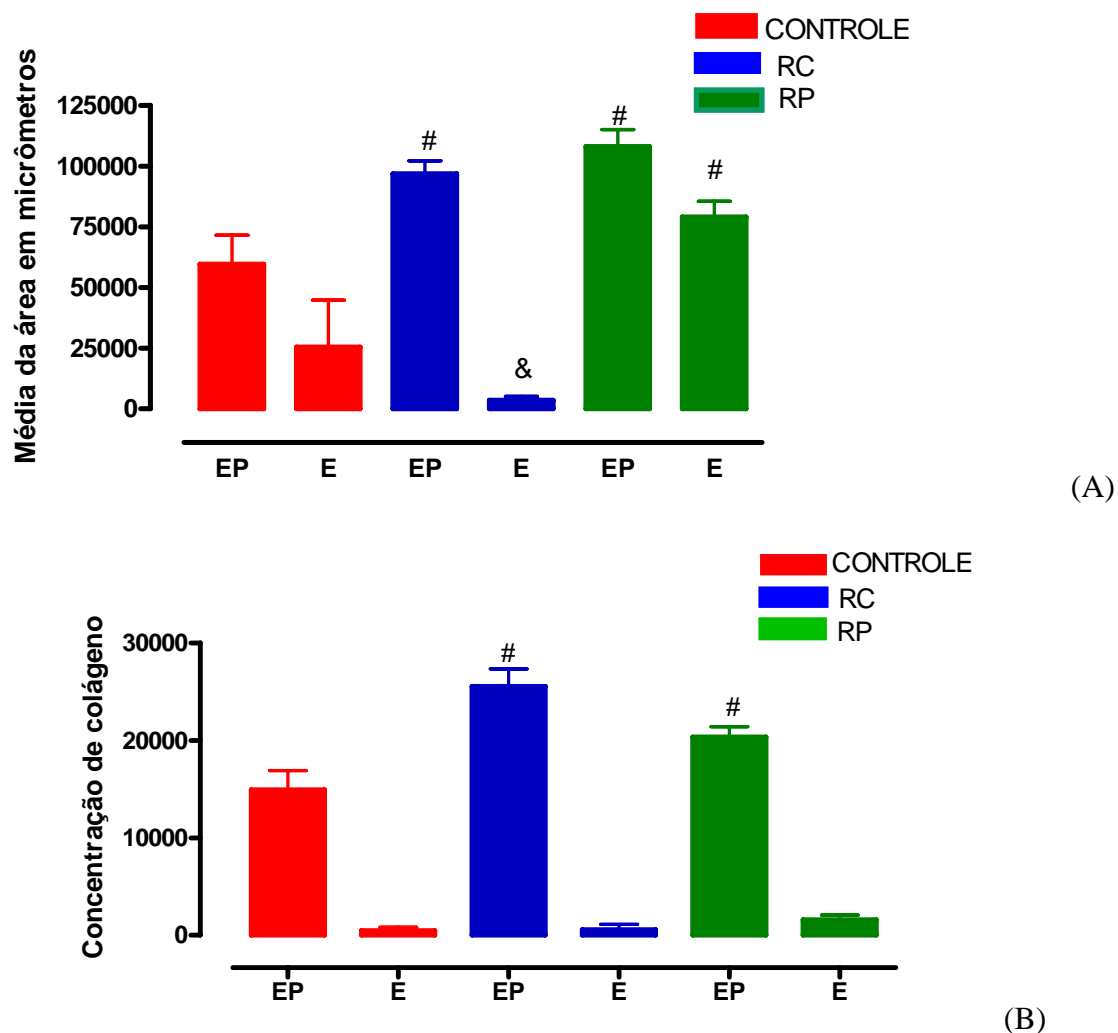 CONTROLE
RC
RP
Média da área em micrômetros
125000
100000
75000
50000
25000
0
#
#
#
&
EP E EP E EP E
(A)
CONTROLE
RC
RP
Concentração de colágeno
30000
20000
10000
0
#
#
EP E EP E EP E
(B)